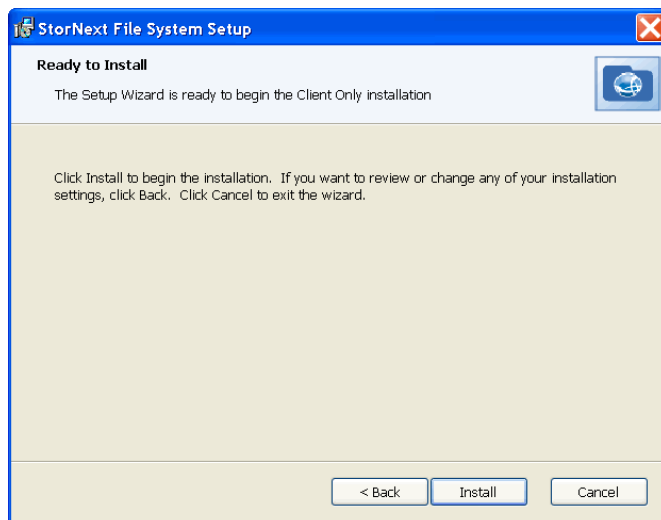 StorNext File System Setup
Ready to Install
The Setup Wizard is ready to begin the Client Only installation
Click Install to begin the installation.  If you want to review or change any of your installation
settings, click Back.  Click Cancel to exit the wizard.
< Back
Install
Cancel